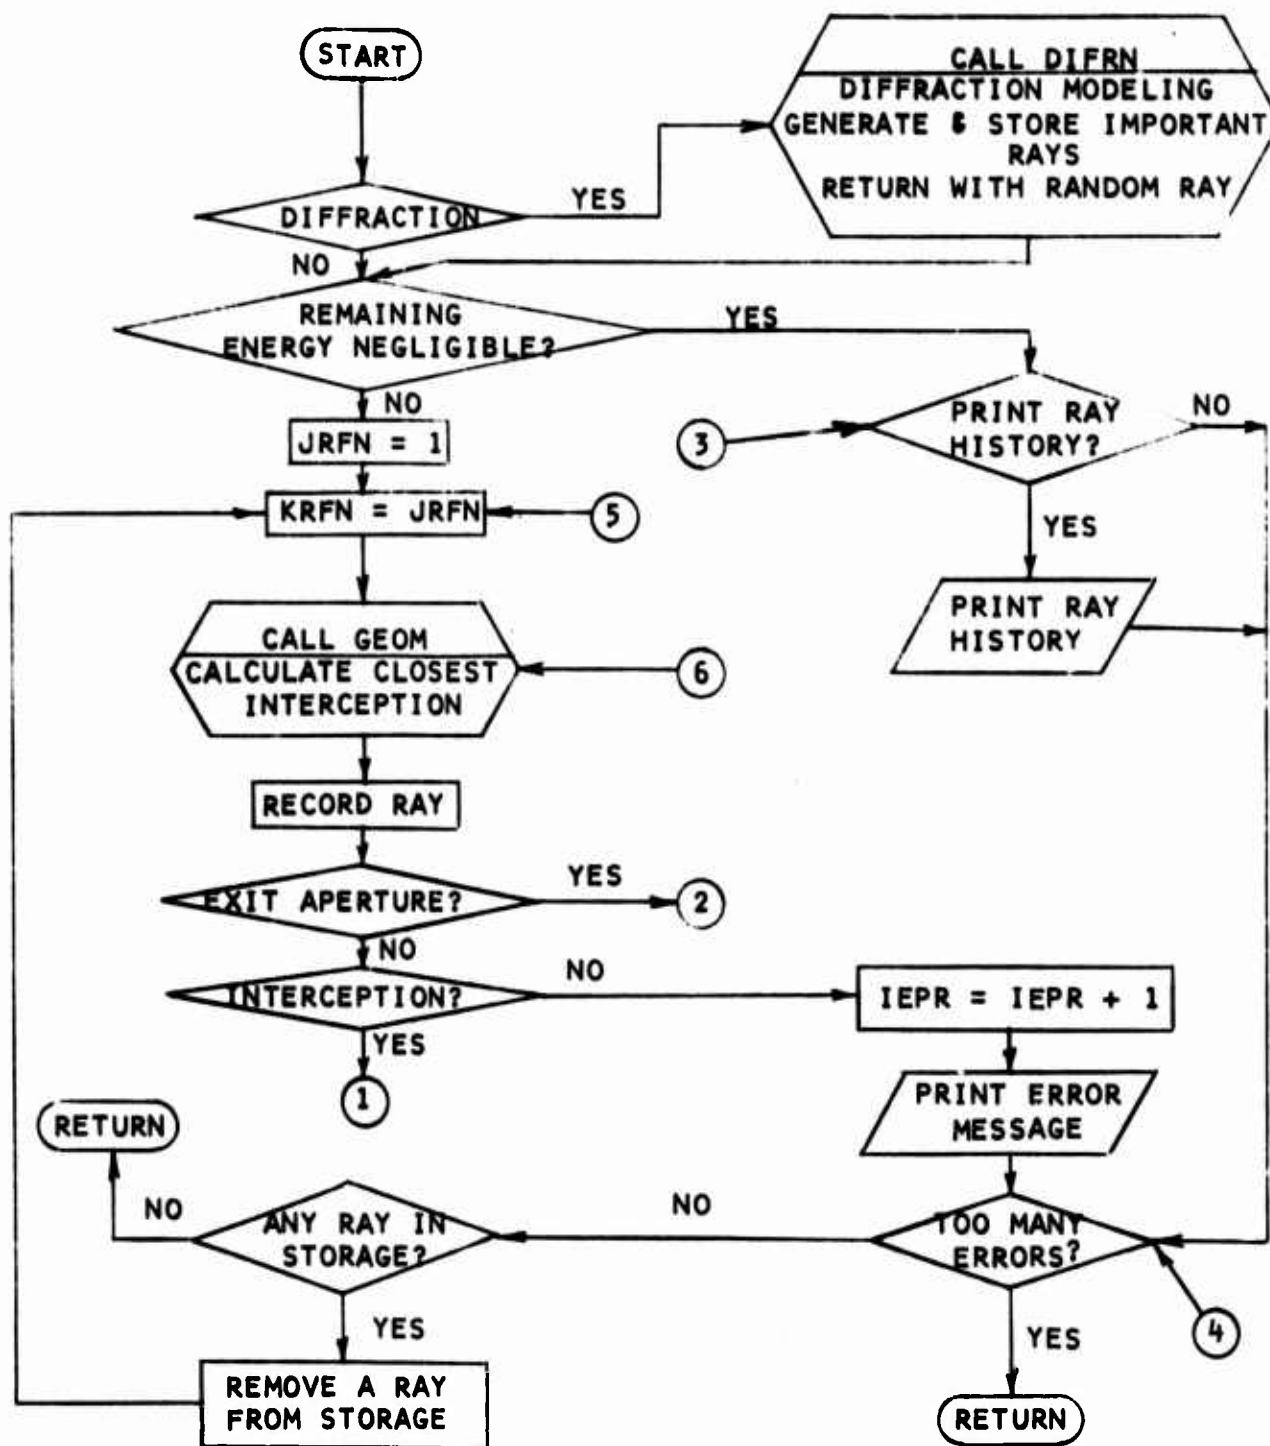 START
CALL DIFRN
DIFFRACTION MODELING
GENERATE & STORE IMPORTANT
RAYS
RETURN WITH RANDOM RAY
DIFFRACTION
YES
NO
REMAINING
ENERGY NEGLIGIBLE?
YES
NO
PRINT RAY
HISTORY?
NO
3
JRFN = 1
KRFN = JRFN
5
YES
PRINT RAY
HISTORY
CALL GEOM
CALCULATE CLOSEST
INTERCEPTION
6
RECORD RAY
EXIT APERTURE?
YES
2
NO
INTERCEPTION?
NO
IEPR = IEPR + 1
YES
1
PRINT ERROR
MESSAGE
RETURN
NO
ANY RAY IN
STORAGE?
NO
TOO MANY
ERRORS?
4
YES
YES
REMOVE A RAY
FROM STORAGE
RETURN